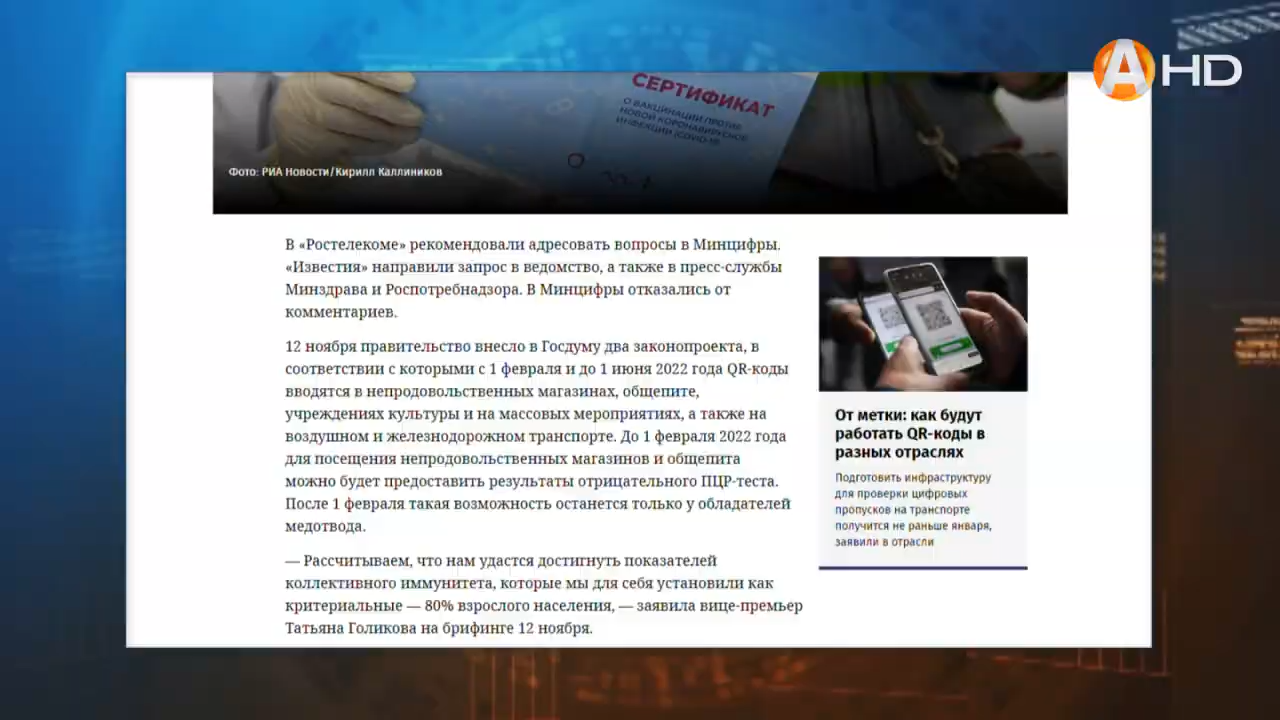 А HD
СЕРТИФИКАТ
О ВАКЦИНАЦИИ ПРОТИВ
НОВОЙ КОРОНАВИРУСНОЙ
ИНФЕКЦИИ (COVID-19)
Фото: РИА Новости/Кирилл Каллиников
В «Ростелекоме» рекомендовали адресовать вопросы в Минцифры.
«Известия» направили запрос в ведомство, а также в пресс-службы
Минздрава и Роспотребнадзора. В Минцифры отказались от
комментариев.
12 ноября правительство внесло в Госдуму два законопроекта, в
соответствии с которыми с 1 февраля и до 1 июня 2022 года QR-коды
вводятся в непродовольственных магазинах, общепите,
учреждениях культуры и на массовых мероприятиях, а также на
воздушном и железнодорожном транспорте. До 1 февраля 2022 года
для посещения непродовольственных магазинов и общепита
можно будет предоставить результаты отрицательного ПЦР-теста.
После 1 февраля такая возможность останется только у обладателей
медотвода.
— Рассчитываем, что нам удастся достигнуть показателей
коллективного иммунитета, которые мы для себя установили как
критериальные — 80% взрослого населения, — заявила вице-премьер
Татьяна Голикова на брифинге 12 ноября.
От метки: как будут
работать QR-коды в
разных отраслях
Подготовить инфраструктуру
для проверки цифровых
пропусков на транспорте
получится не раньше января,
заявили в отрасли